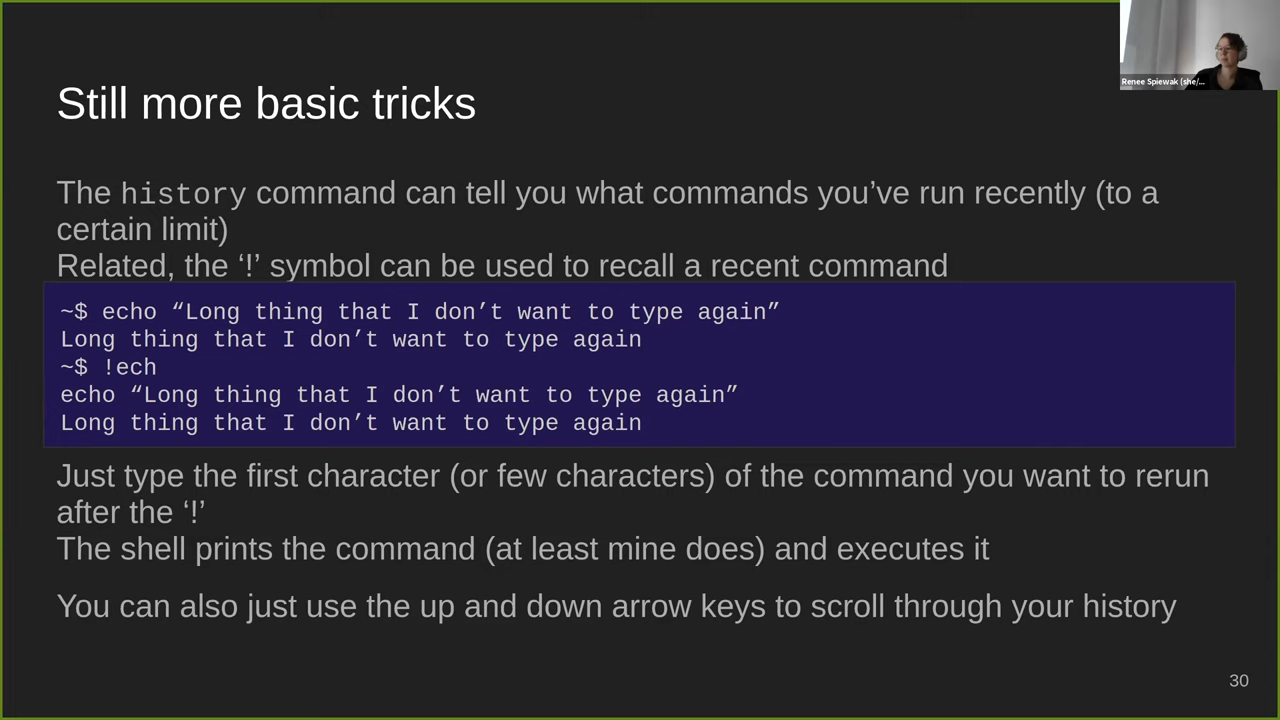 Renee Spiewak (she/...
Still more basic tricks
The history command can tell you what commands you’ve run recently (to a
certain limit)
Related, the ‘!’ symbol can be used to recall a recent command
~$ echo “Long thing that I don’t want to type again”
Long thing that I don’t want to type again
~$ !ech
echo “Long thing that I don’t want to type again”
Long thing that I don’t want to type again
Just type the first character (or few characters) of the command you want to rerun
after the ‘!’
The shell prints the command (at least mine does) and executes it
You can also just use the up and down arrow keys to scroll through your history
30